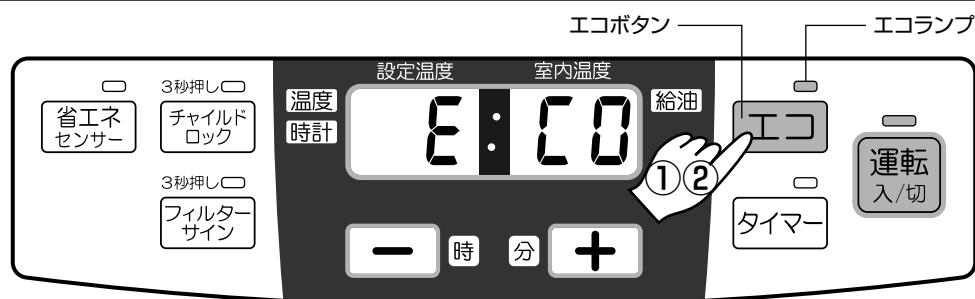 エコボタン
エコランプ
設定温度 室内温度
省エネ
センサー
3秒押し
チャイルド
ロック
温度
時計
E:CO
給油
エコ
①②
運転
入/切
3秒押し
フィルター
サイン
− 時 分 +
タイマー